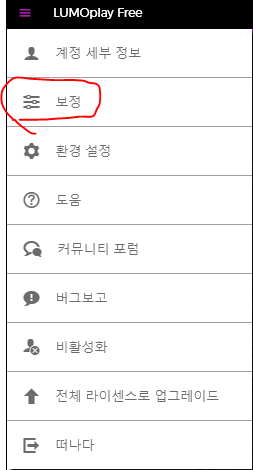 LUMOplay Free
계정 세부 정보
보정
환경 설정
도움
커뮤니티 포럼
버그보고
비활성화
전체 라이센스로 업그레이드
떠나다